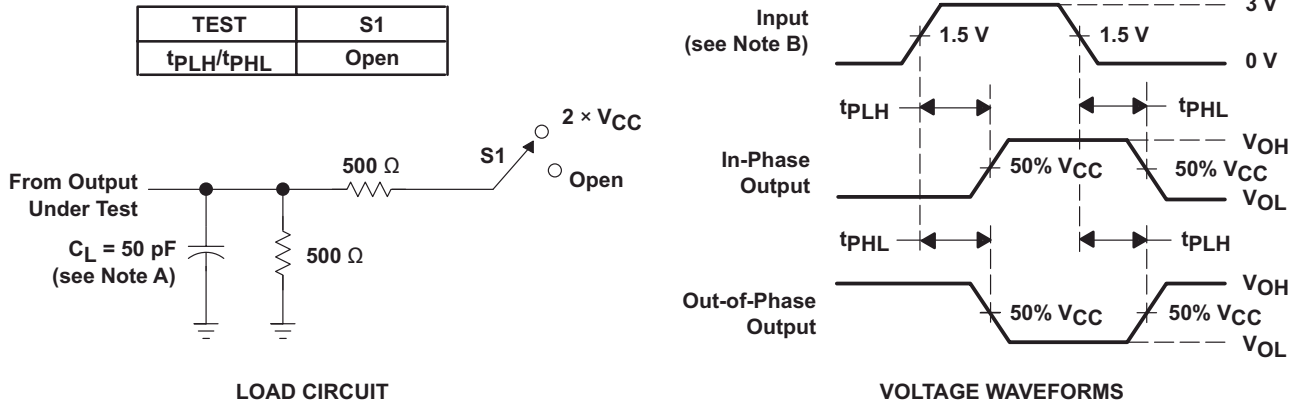 TEST S1
tPLH/tPHL Open
2 × VCC
S1
Open
500 Ω
From Output
Under Test
CL = 50 pF
(see Note A)
500 Ω
LOAD CIRCUIT
Input
(see Note B)
3 V
1.5 V 1.5 V
0 V
tPLH tPHL
In-Phase
Output
VOH
50% VCC 50% VCC
VOL
tPHL tPLH
Out-of-Phase
Output
VOH
50% VCC 50% VCC
VOL
VOLTAGE WAVEFORMS